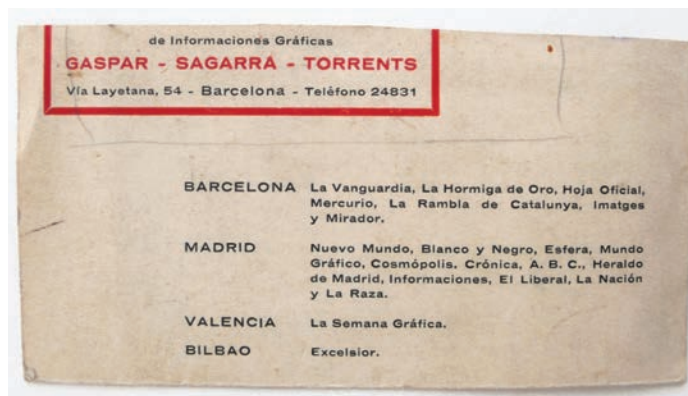 de Informaciones Gráficas
GASPAR - SAGARRA - TORRENTS
Vía Layetana, 54 - Barcelona - Teléfono 24831
BARCELONA La Vanguardia, La Hormiga de Oro, Hoja Oficial,
Mercurio, La Rambla de Catalunya, Imatges
y Mirador.
MADRID Nuevo Mundo, Blanco y Negro, Esfera, Mundo
Gráfico, Cosmópolis. Crónica, A. B. C., Heraldo
de Madrid, Informaciones, El Liberal, La Nación
y La Raza.
VALENCIA La Semana Gráfica.
BILBAO Excelsior.